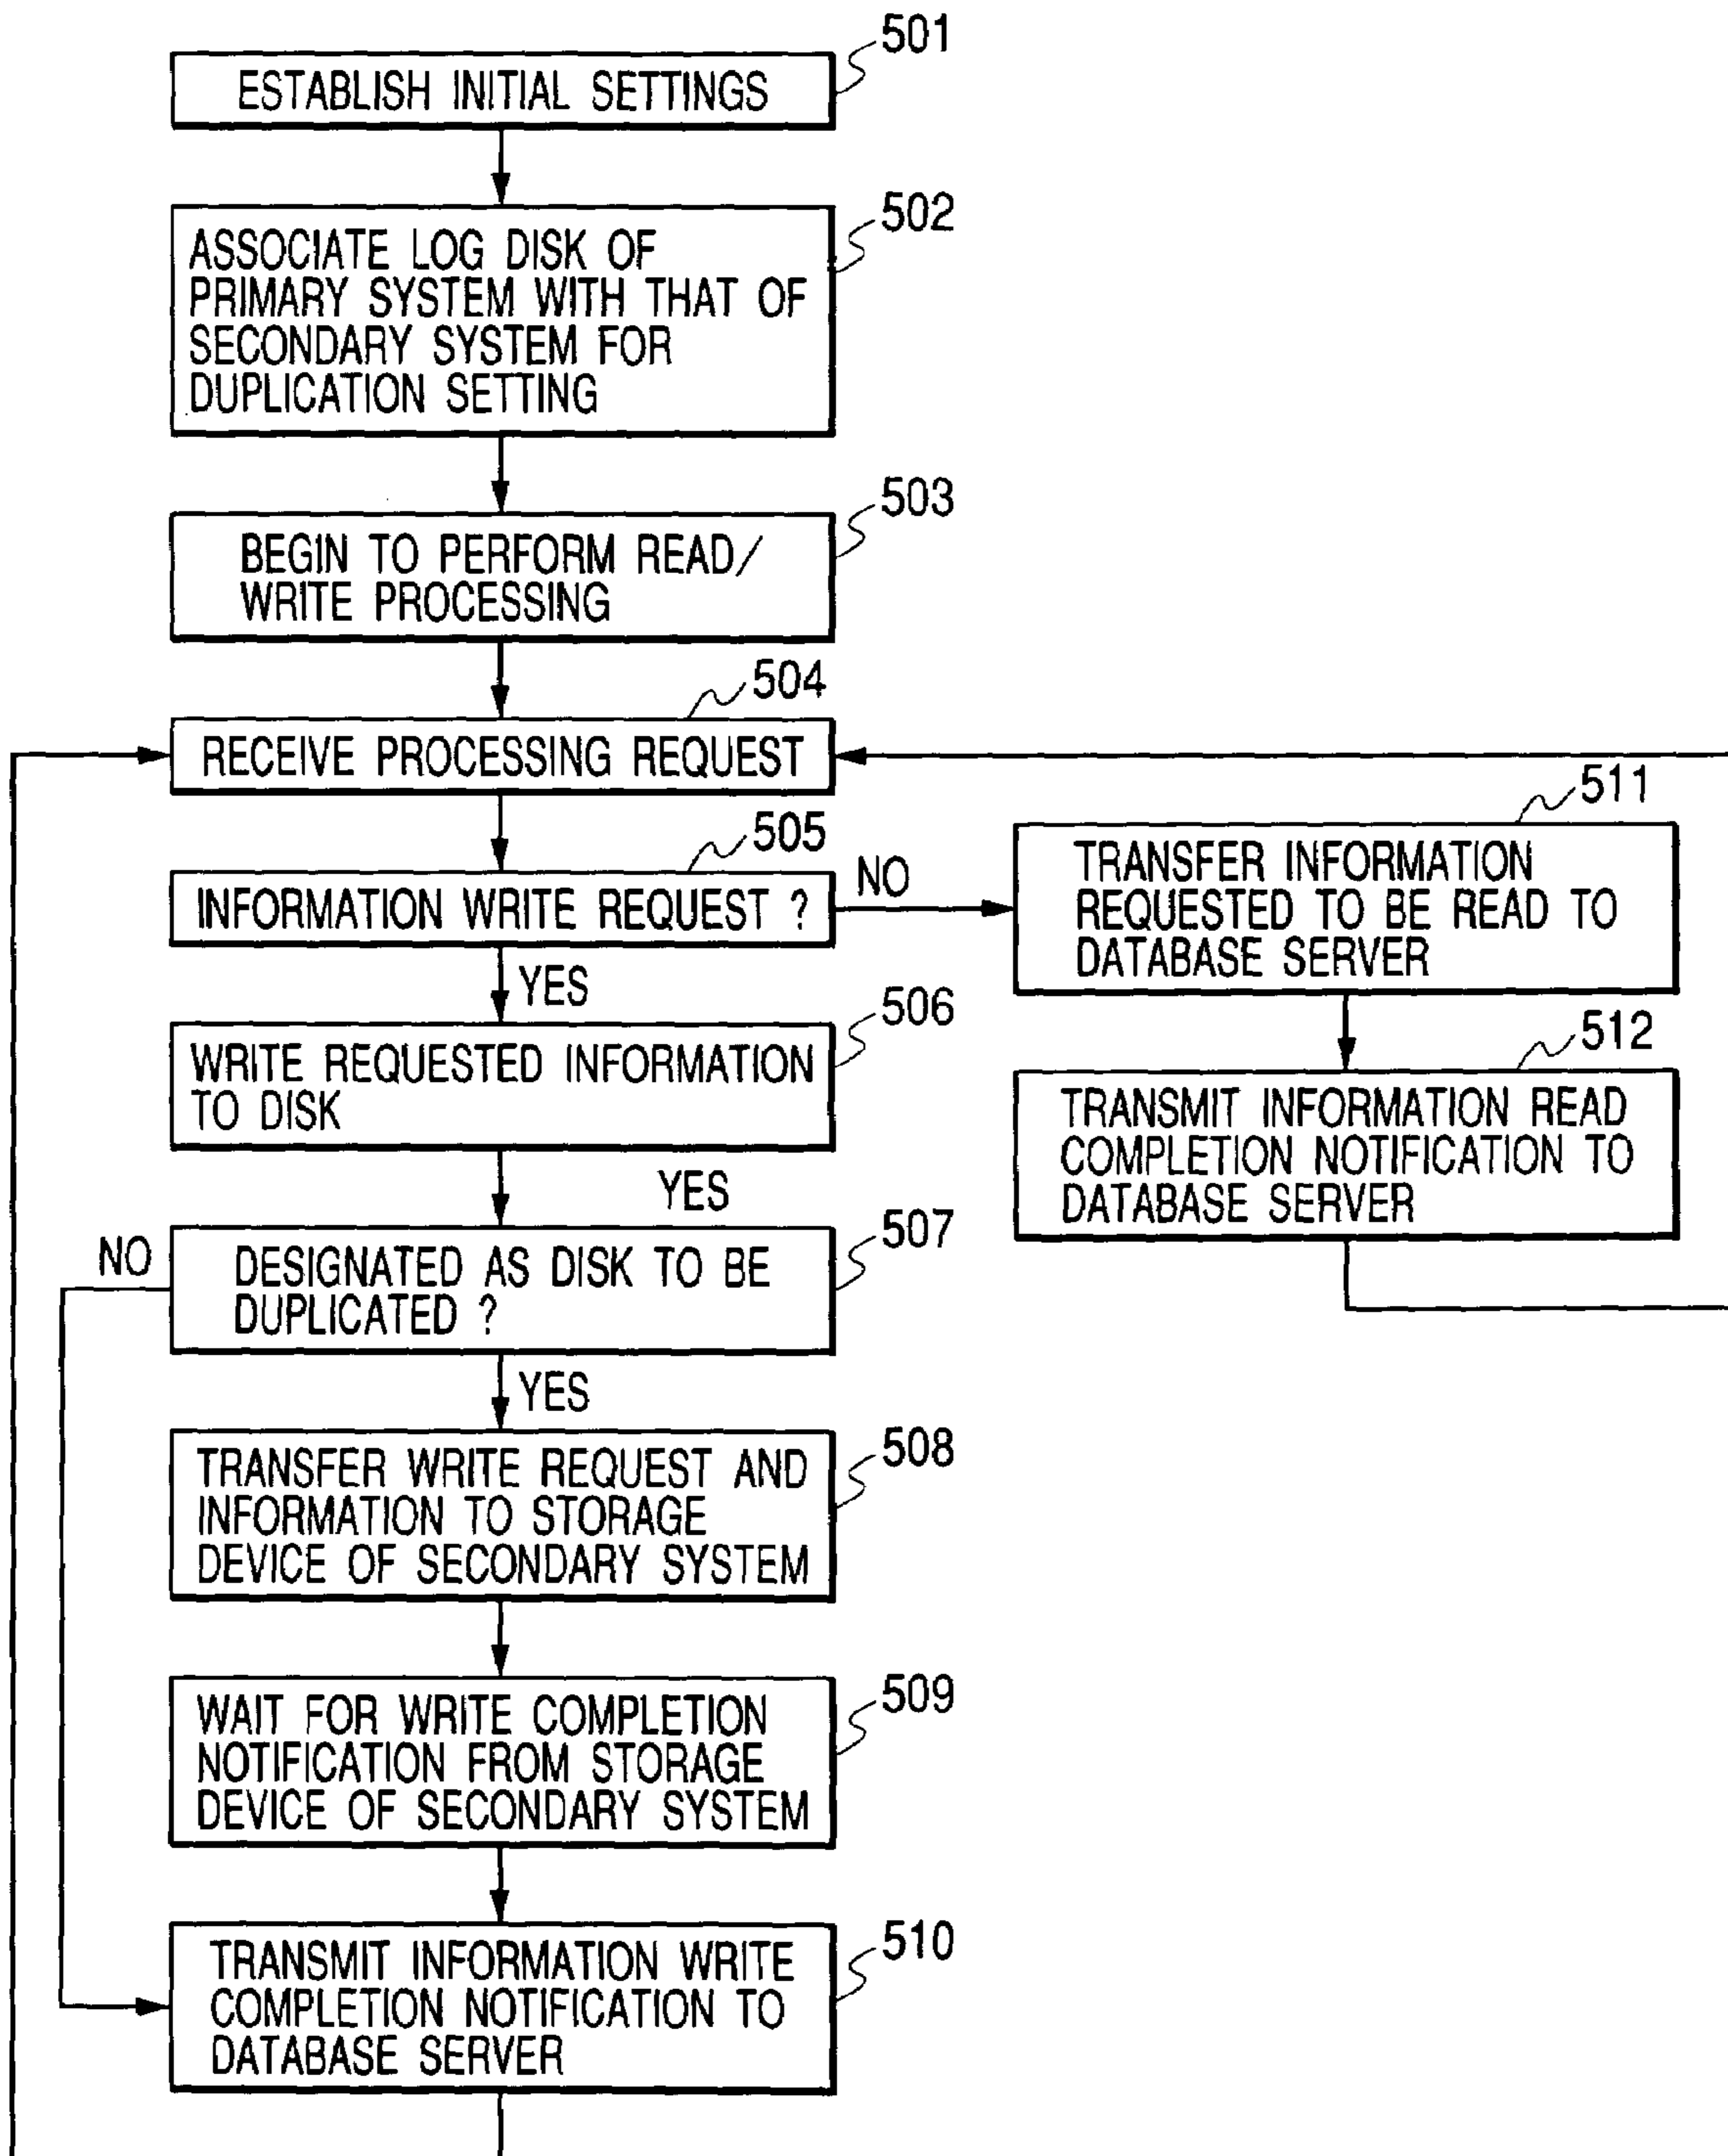 501
ESTABLISH INITIAL SETTINGS
502
ASSOCIATE LOG DISK OF
PRIMARY SYSTEM WITH THAT OF
SECONDARY SYSTEM FOR
DUPLICATION SETTING
503
BEGIN TO PERFORM READ/
WRITE PROCESSING
504
RECEIVE PROCESSING REQUEST
505
INFORMATION WRITE REQUEST ?
NO
YES
511
TRANSFER INFORMATION
REQUESTED TO BE READ TO
DATABASE SERVER
506
WRITE REQUESTED INFORMATION
TO DISK
512
TRANSMIT INFORMATION READ
COMPLETION NOTIFICATION TO
DATABASE SERVER
YES
507
NO
DESIGNATED AS DISK TO BE
DUPLICATED ?
YES
508
TRANSFER WRITE REQUEST AND
INFORMATION TO STORAGE
DEVICE OF SECONDARY SYSTEM
509
WAIT FOR WRITE COMPLETION
NOTIFICATION FROM STORAGE
DEVICE OF SECONDARY SYSTEM
510
TRANSMIT INFORMATION WRITE
COMPLETION NOTIFICATION TO
DATABASE SERVER